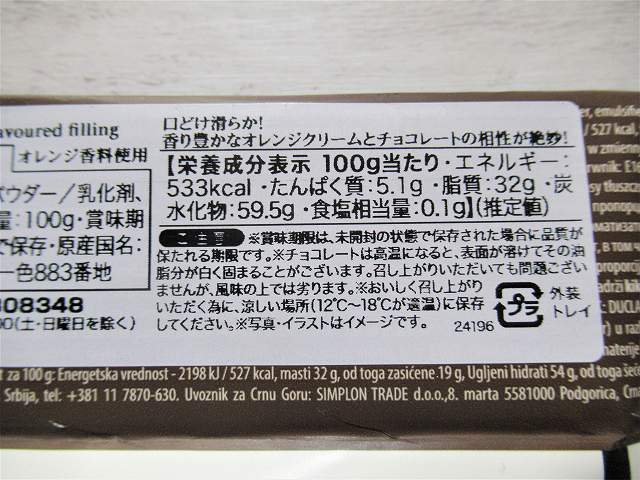 avoured filling
オレンジ香料使用
パウダー/乳化剤、
量:100g・賞味期
で保存・原産国名:
一色883番地
808348
00(土・日曜日を除く)
口どけ滑らか!
香り豊かなオレンジクリームとチョコレートの相性が絶妙!
【栄養成分表示 100g当たり・エネルギー:
533kcal・たんぱく質:5.1g・脂質:32g・炭
水化物:59.5g・食塩相当量:0.1g】(推定値)
ご注意 ※賞味期限は、未開封の状態で保存された場合に品質が
保たれる期限です。※チョコレートは高温になると、表面が溶けてその油
脂分が白く固まることがございます。召し上がりいただいても問題ござい
ませんが、風味の上では劣ります。※おいしく召し上がり
いただく為に、涼しい場所(12℃〜18℃が適温)に保存
してください。※写真・イラストはイメージです。
プラ
外装
トレイ
24196
er, emulsifi
/ 527 kcal,
t za 100 g: Energetska vrednost - 2198 kJ / 527 kcal, masti 32 g, od toga zasićene 19 g, Ugljeni hidrati 54 g, od toga šeće
Srbija, tel: +381 11 7870-630. Uvoznik za Crnu Goru: SIMPLON TRADE d.o.o.,8. marta 5581000 Podgorica, Crna